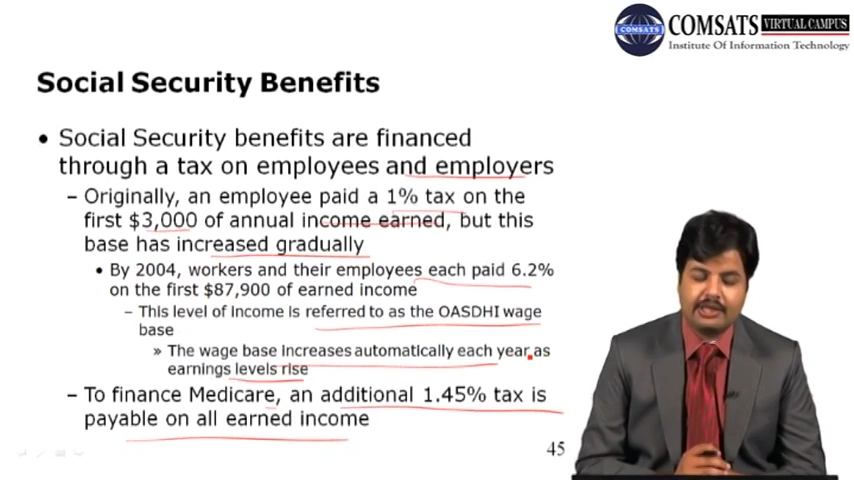 COMSATS VIRTUAL CAMPUS
COMSATS
Institute Of Information Technology
Social Security Benefits
• Social Security benefits are financed
through a tax on employees and employers
– Originally, an employee paid a 1% tax on the
first $3,000 of annual income earned, but this
base has increased gradually
• By 2004, workers and their employees each paid 6.2%
on the first $87,900 of earned income
– This level of income is referred to as the OASDHI wage
base
» The wage base increases automatically each year as
earnings levels rise
– To finance Medicare, an additional 1.45% tax is
payable on all earned income
45